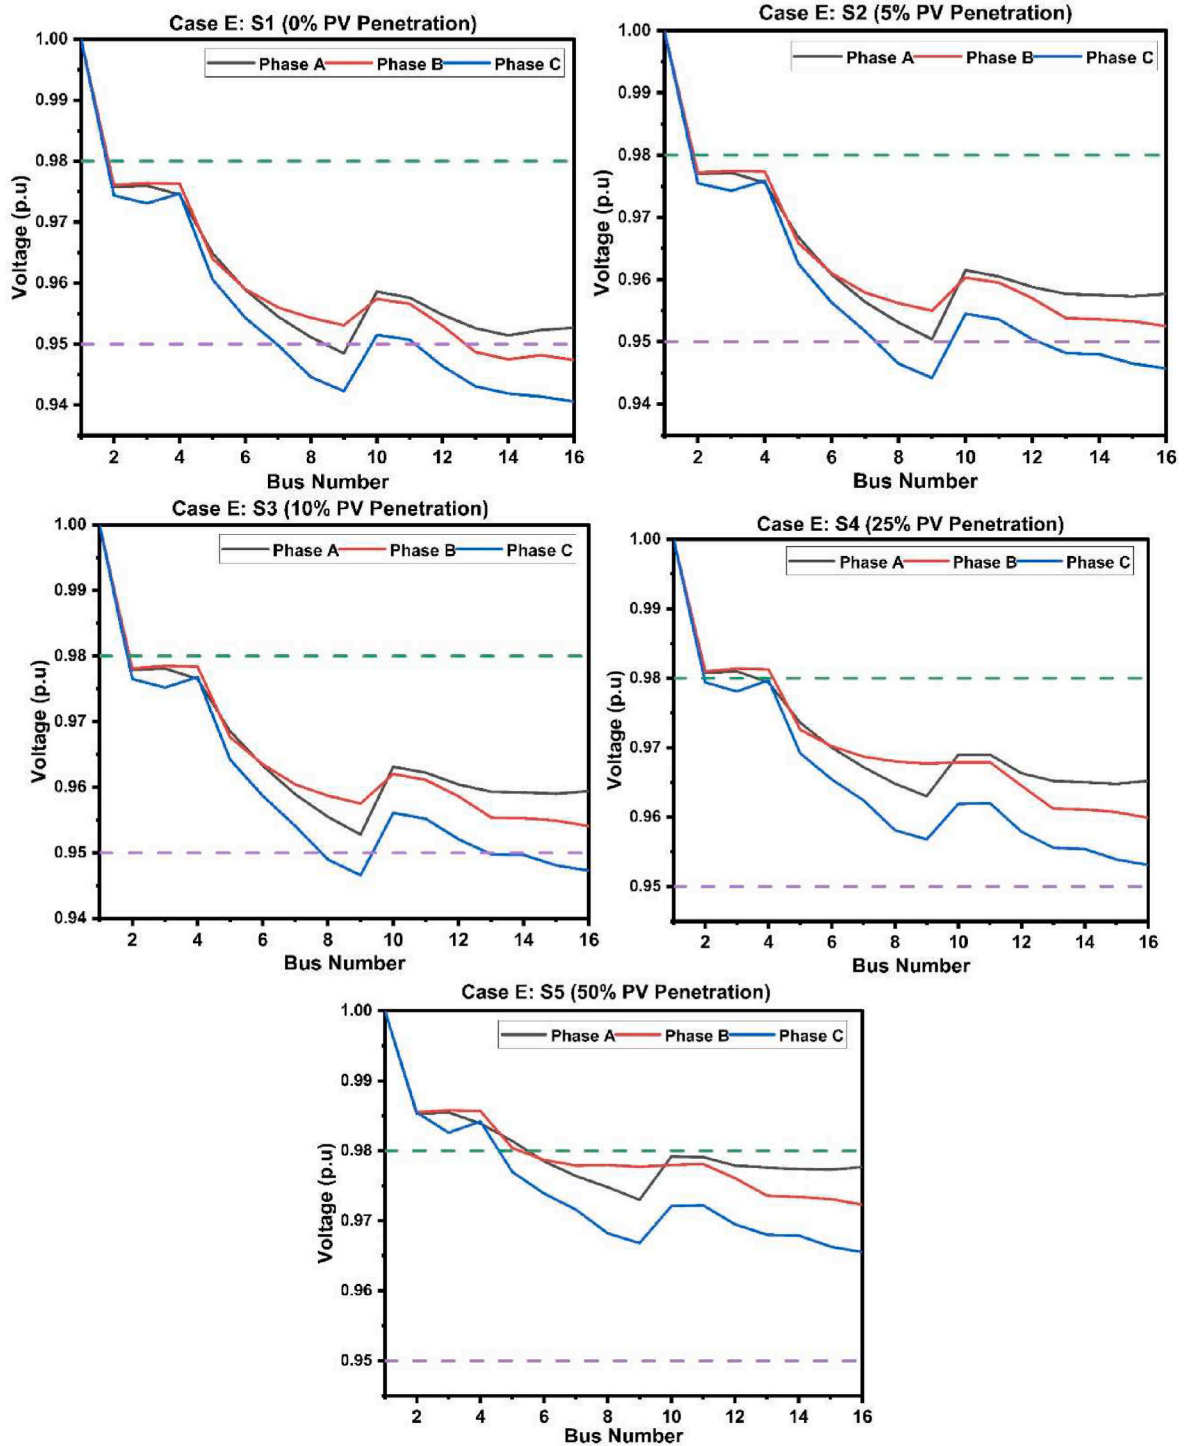 Case E: S1 (0% PV Penetration)
Phase A Phase B Phase C
1.00
0.99
0.98
0.97
0.96
0.95
0.94
Voltage (p.u)
2 4 6 8 10 12 14 16
Bus Number
Case E: S2 (5% PV Penetration)
Phase A Phase B Phase C
1.00
0.99
0.98
0.97
0.96
0.95
0.94
Voltage (p.u)
2 4 6 8 10 12 14 16
Bus Number
Case E: S3 (10% PV Penetration)
Phase A Phase B Phase C
1.00
0.99
0.98
0.97
0.96
0.95
0.94
Voltage (p.u)
2 4 6 8 10 12 14 16
Bus Number
Case E: S4 (25% PV Penetration)
Phase A Phase B Phase C
1.00
0.99
0.98
0.97
0.96
0.95
Voltage (p.u)
2 4 6 8 10 12 14 16
Bus Number
Case E: S5 (50% PV Penetration)
Phase A Phase B Phase C
1.00
0.99
0.98
0.97
0.96
0.95
Voltage (p.u)
2 4 6 8 10 12 14 16
Bus Number